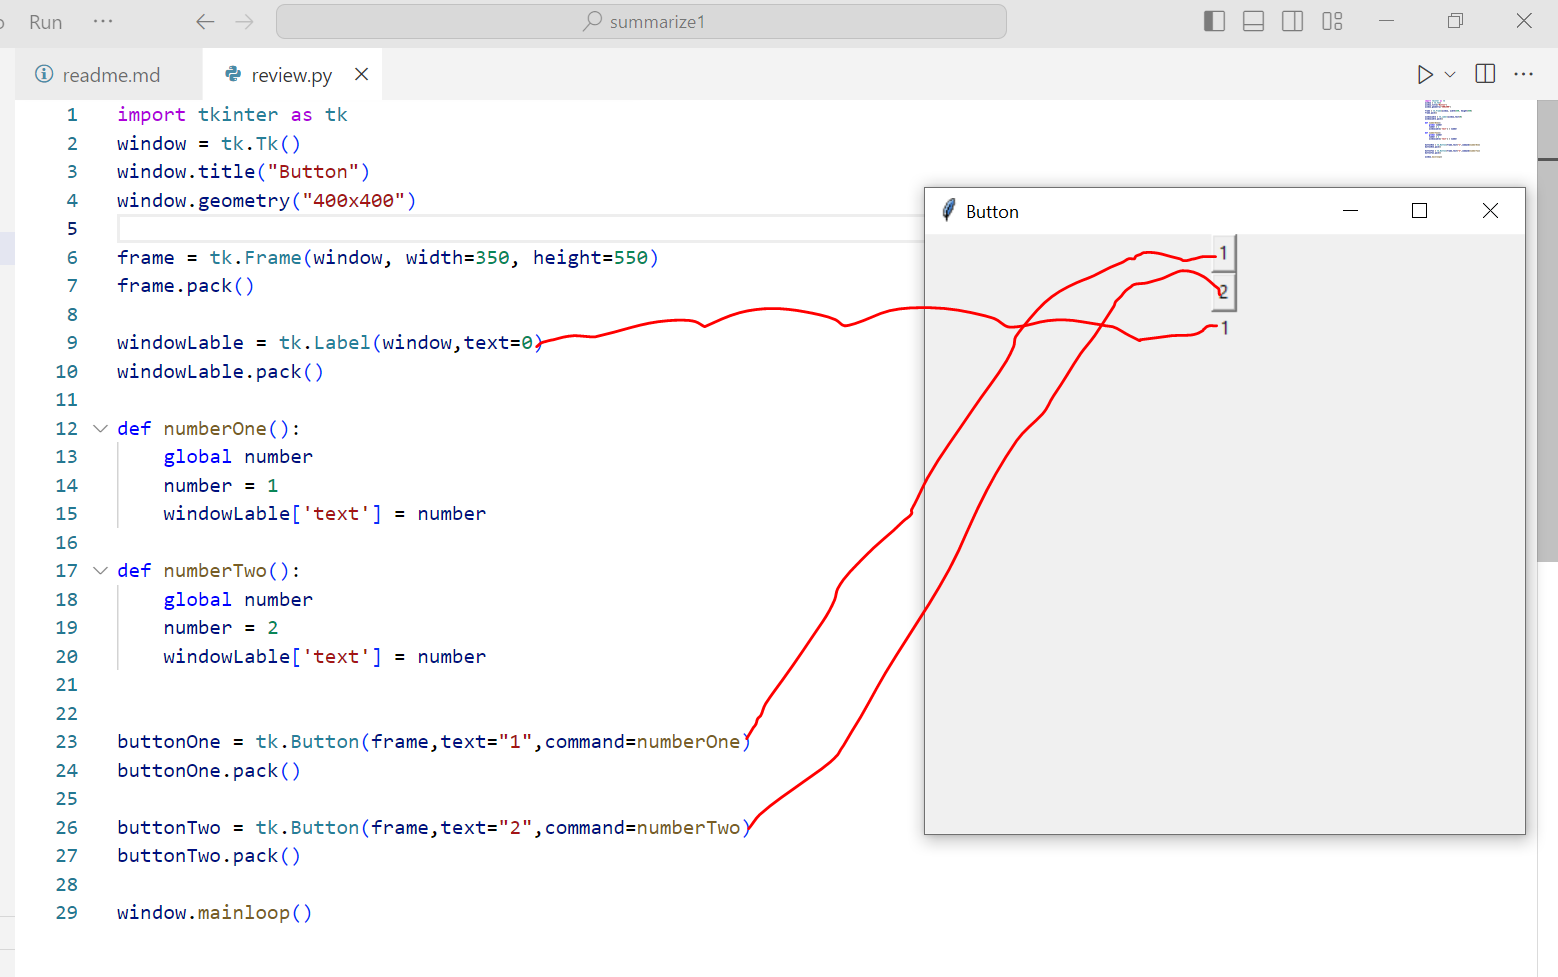 Run ···
summarize1
readme.md
review.py
1 import tkinter as tk
2 window = tk.Tk()
3 window.title("Button")
4 window.geometry("400x400")
5
6 frame = tk.Frame(window, width=350, height=550)
7 frame.pack()
8
9 windowLable = tk.Label(window,text=0)
10 windowLable.pack()
11
12 def numberOne():
13 global number
14 number = 1
15 windowLable['text'] = number
16
17 def numberTwo():
18 global number
19 number = 2
20 windowLable['text'] = number
21
22
23 buttonOne = tk.Button(frame,text="1",command=numberOne)
24 buttonOne.pack()
25
26 buttonTwo = tk.Button(frame,text="2",command=numberTwo)
27 buttonTwo.pack()
28
29 window.mainloop()
Button
1
2
1